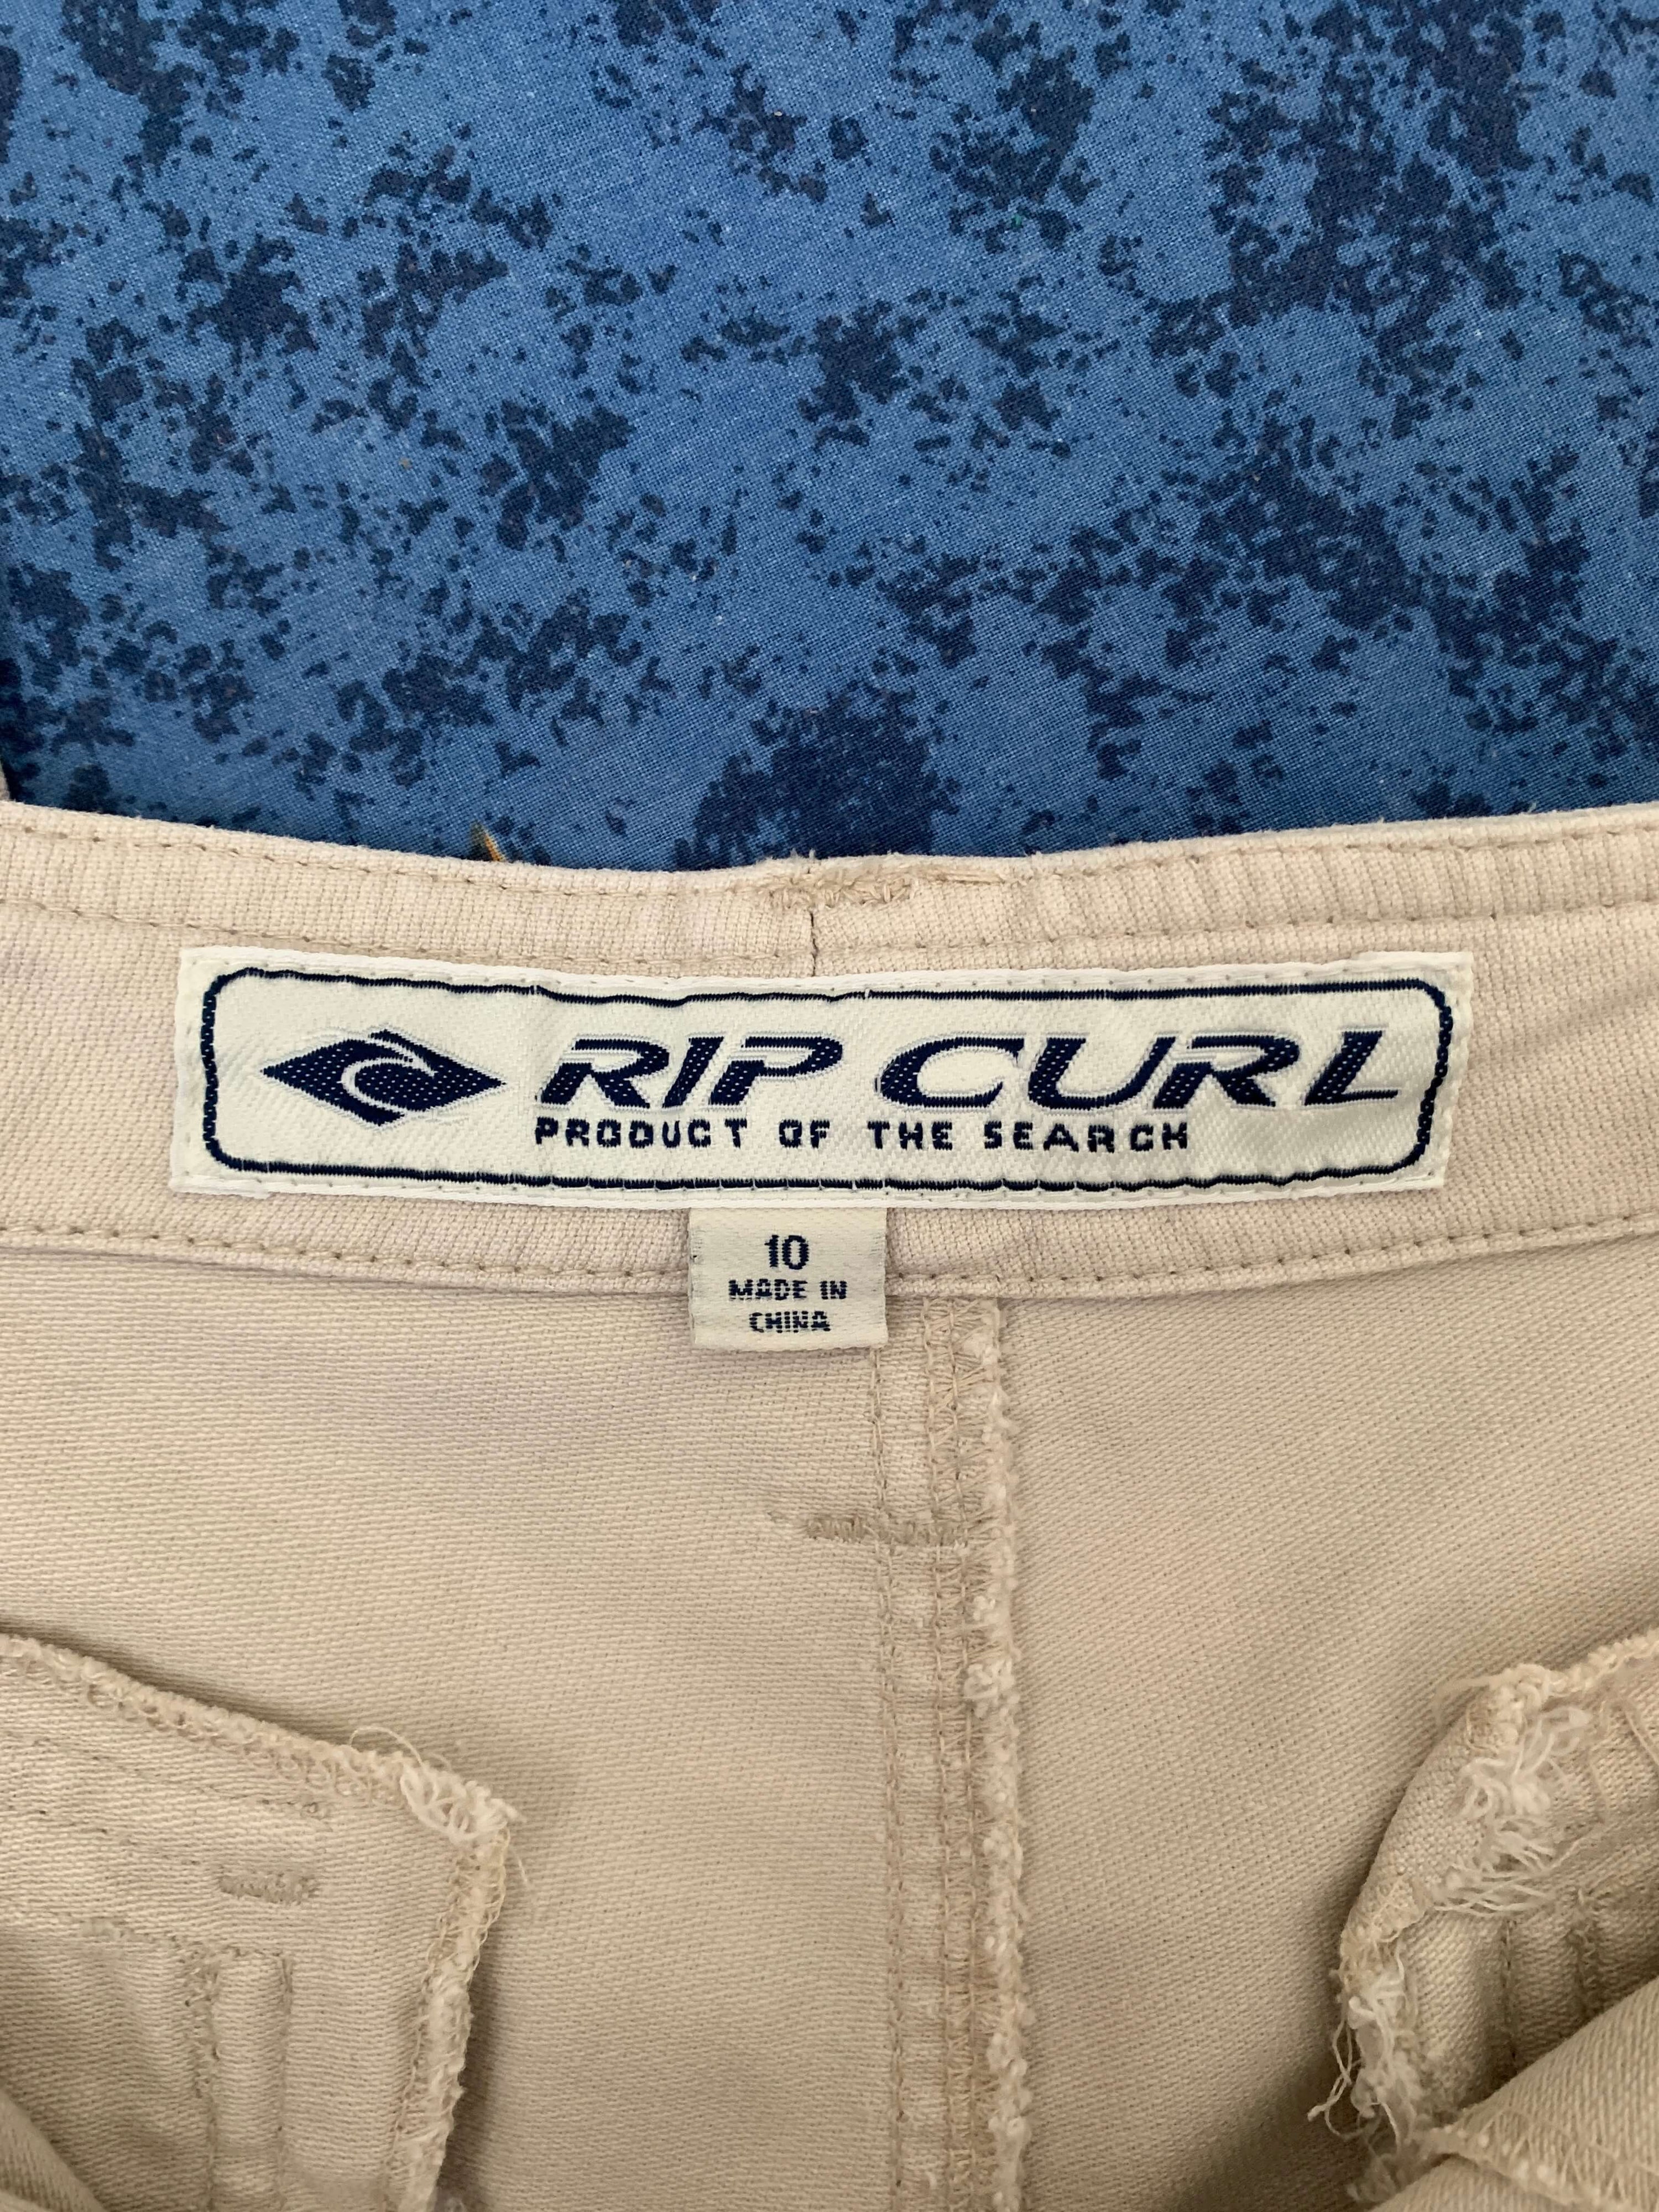 RIP CURL
PRODUCT OF THE SEARCH
10
MADE IN
CHINA